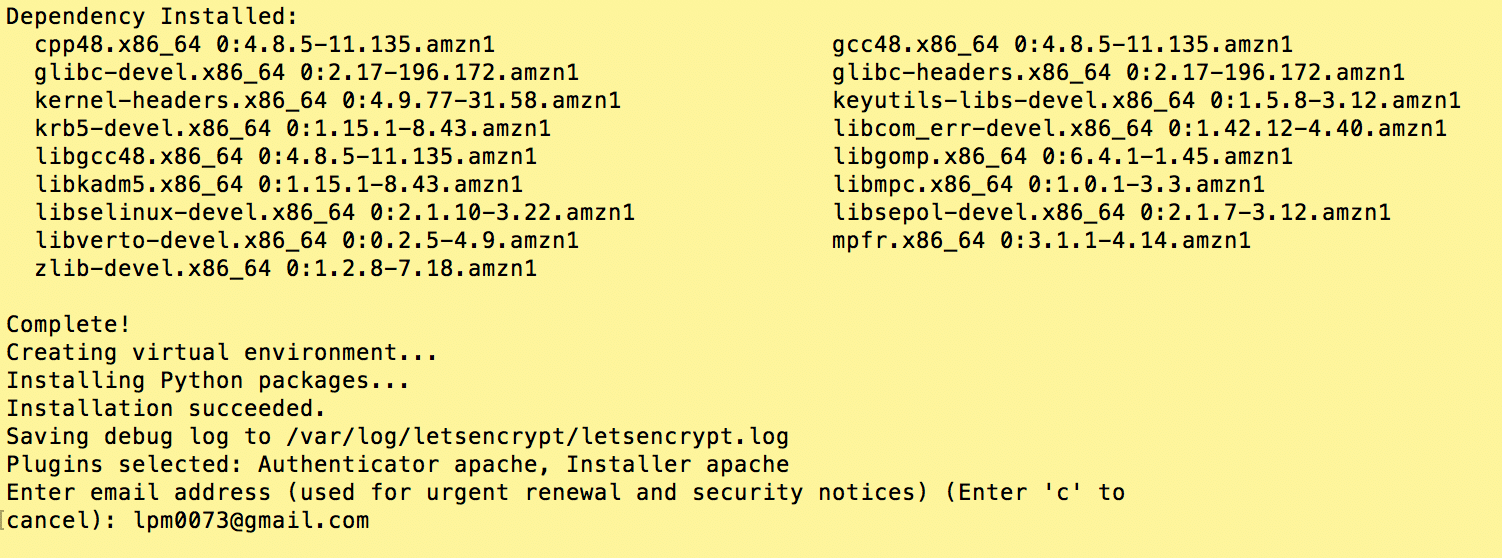 Dependency Installed:
cpp48.x86_64 0:4.8.5-11.135.amzn1 gcc48.x86_64 0:4.8.5-11.135.amzn1
glibc-devel.x86_64 0:2.17-196.172.amzn1 glibc-headers.x86_64 0:2.17-196.172.amzn1
kernel-headers.x86_64 0:4.9.77-31.58.amzn1 keyutils-libs-devel.x86_64 0:1.5.8-3.12.amzn1
krb5-devel.x86_64 0:1.15.1-8.43.amzn1 libcom_err-devel.x86_64 0:1.42.12-4.40.amzn1
libgcc48.x86_64 0:4.8.5-11.135.amzn1 libgomp.x86_64 0:6.4.1-1.45.amzn1
libkadm5.x86_64 0:1.15.1-8.43.amzn1 libmpc.x86_64 0:1.0.1-3.3.amzn1
libselinux-devel.x86_64 0:2.1.10-3.22.amzn1 libsepol-devel.x86_64 0:2.1.7-3.12.amzn1
libverto-devel.x86_64 0:0.2.5-4.9.amzn1 mpfr.x86_64 0:3.1.1-4.14.amzn1
zlib-devel.x86_64 0:1.2.8-7.18.amzn1
Complete!
Creating virtual environment...
Installing Python packages...
Installation succeeded.
Saving debug log to /var/log/letsencrypt/letsencrypt.log
Plugins selected: Authenticator apache, Installer apache
Enter email address (used for urgent renewal and security notices) (Enter 'c' to
cancel): lpm0073@gmail.com